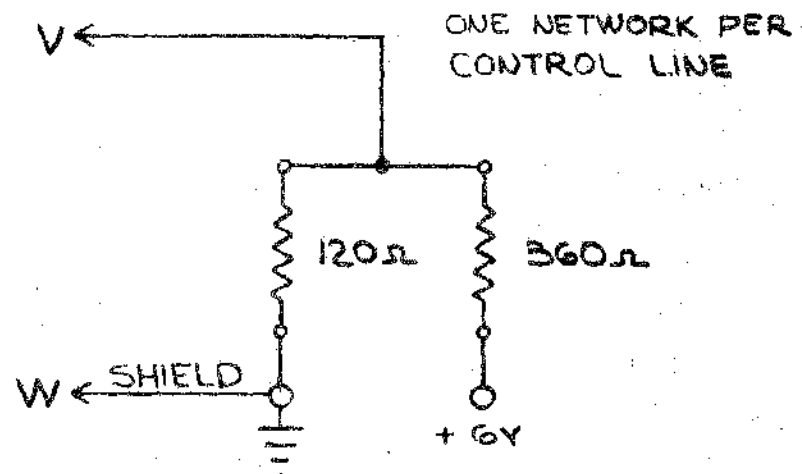 V
ONE NETWORK PER
CONTROL LINE
120Ω
360Ω
W
SHIELD
+6V